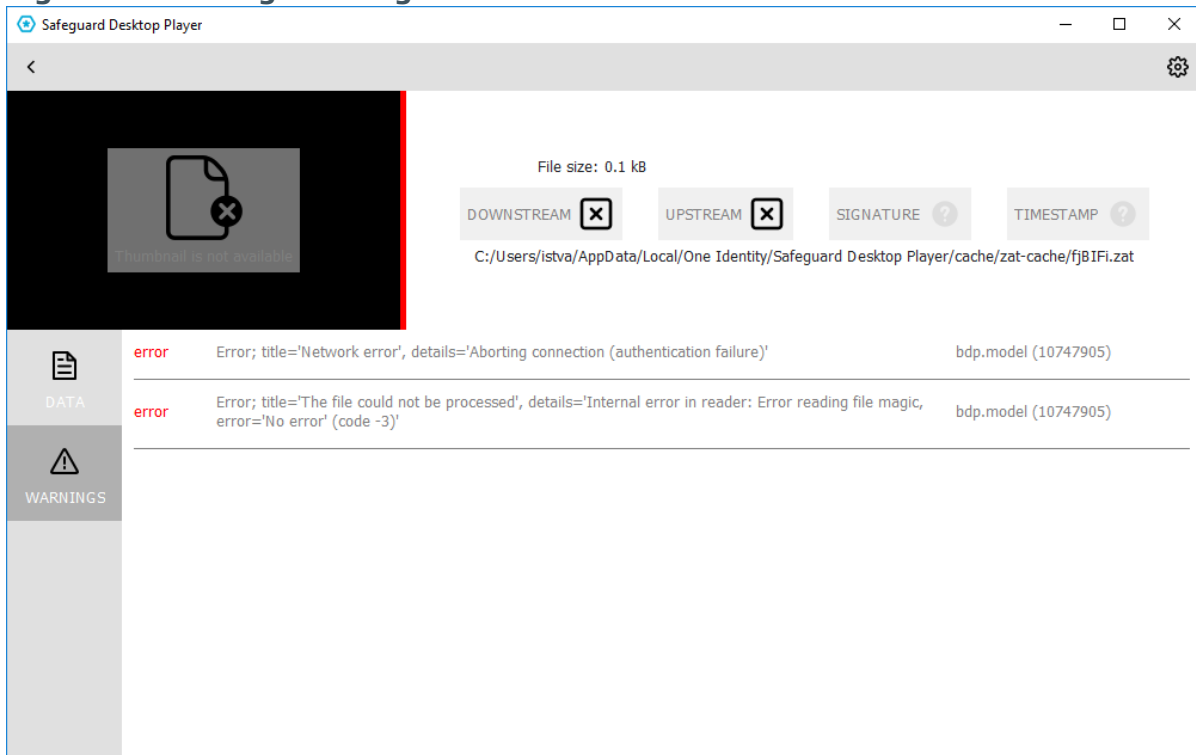 Safeguard Desktop Player
File size: 0.1 kB
Thumbnail is not available
DOWNSTREAM
UPSTREAM
SIGNATURE ?
TIMESTAMP ?
C:/Users/istva/AppData/Local/One Identity/Safeguard Desktop Player/cache/zat-cache/fjBIFi.zat
DATA
WARNINGS
error
Error; title='Network error', details='Aborting connection (authentication failure)'
bdp.model (10747905)
error
Error; title='The file could not be processed', details='Internal error in reader: Error reading file magic,
error='No error' (code -3)'
bdp.model (10747905)